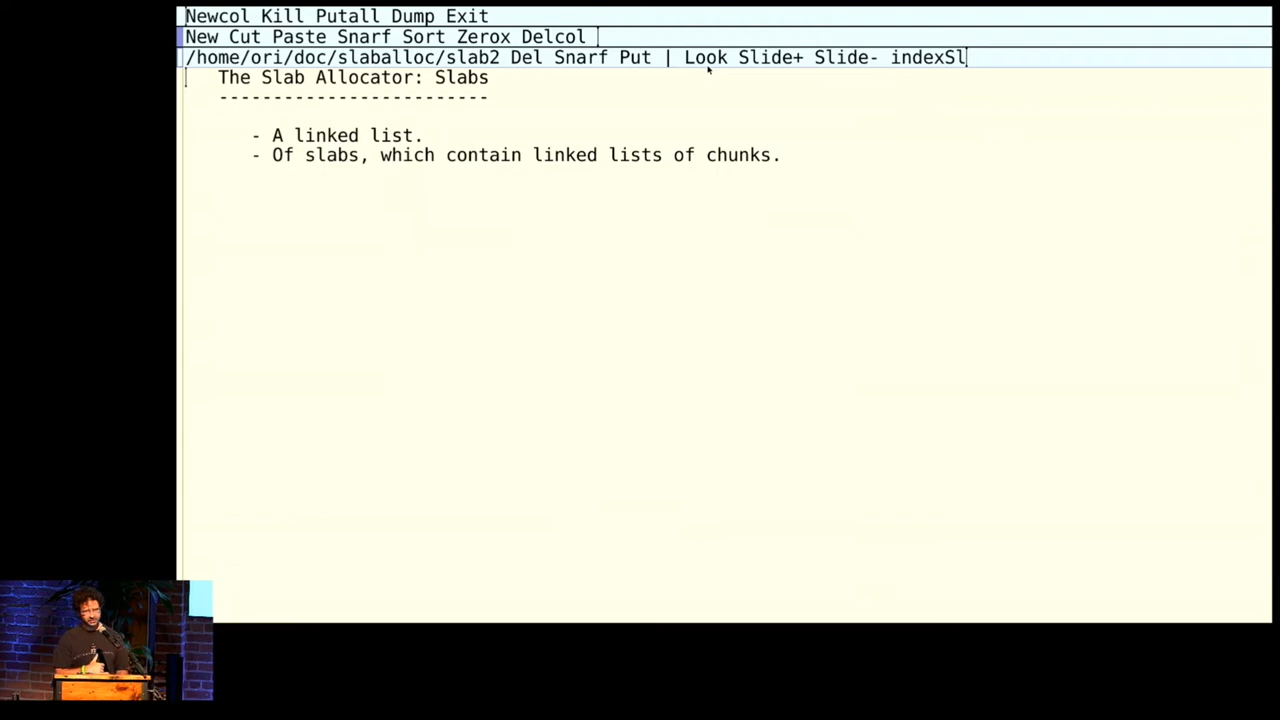 Newcol Kill Putall Dump Exit
New Cut Paste Snarf Sort Zerox Delcol
/home/ori/doc/slaballoc/slab2 Del Snarf Put | Look Slide+ Slide- indexSl
The Slab Allocator: Slabs
-------------------------
- A linked list.
- Of slabs, which contain linked lists of chunks.